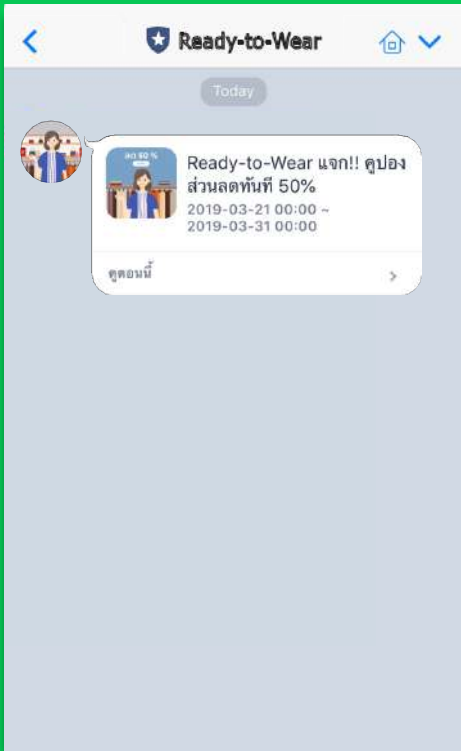 Ready-to-Wear
Today
ลด 50 %
Ready-to-Wear แจก!! คูปอง
ส่วนลดทันที 50%
2019-03-21 00:00 ~
2019-03-31 00:00
ดูตอนนี้